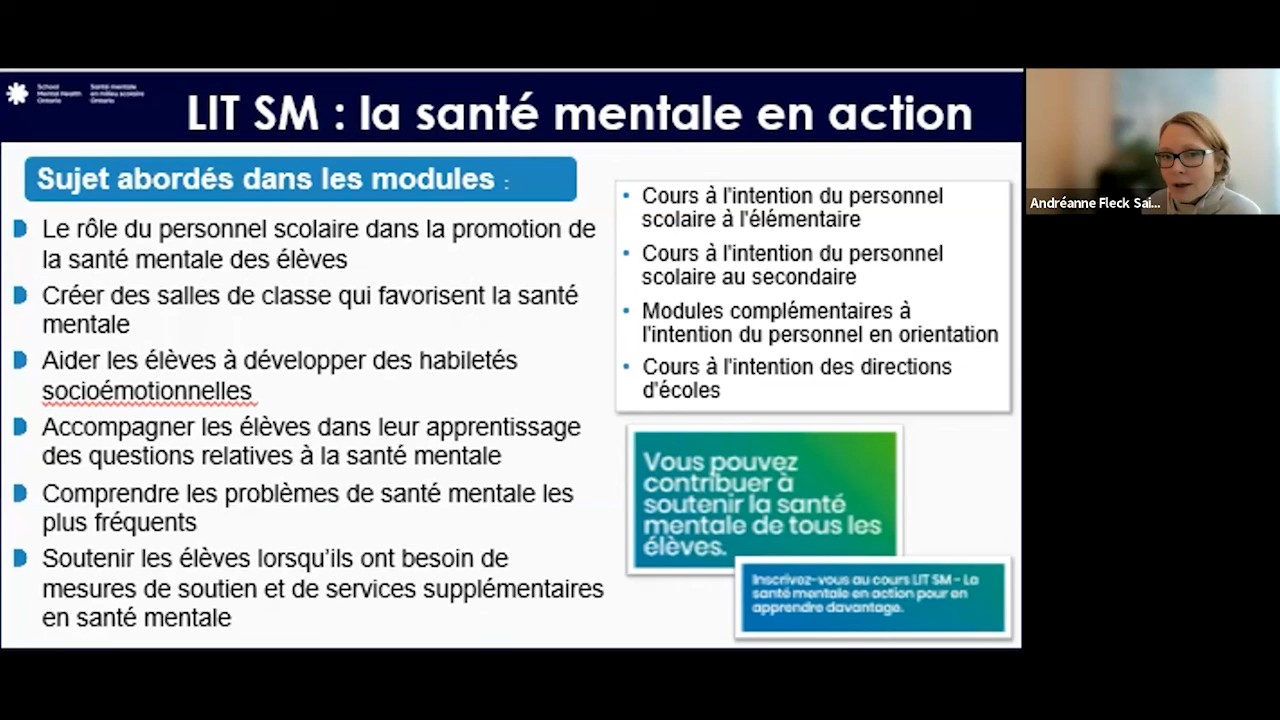 School
Mental Health
Ontario
Santé mentale
en milieu scolaire
Ontario
LIT SM : la santé mentale en action
Sujet abordés dans les modules :
Le rôle du personnel scolaire dans la promotion de
la santé mentale des élèves
Créer des salles de classe qui favorisent la santé
mentale
Aider les élèves à développer des habiletés
socioémotionnelles
Accompagner les élèves dans leur apprentissage
des questions relatives à la santé mentale
Comprendre les problèmes de santé mentale les
plus fréquents
Soutenir les élèves lorsqu'ils ont besoin de
mesures de soutien et de services supplémentaires
en santé mentale
• Cours à l'intention du personnel
scolaire à l'élémentaire
• Cours à l'intention du personnel
scolaire au secondaire
• Modules complémentaires à
l'intention du personnel en orientation
• Cours à l'intention des directions
d'écoles
Vous pouvez
contribuer à
soutenir la santé
mentale de tous les
élèves.
Inscrivez-vous au cours LIT SM - La
santé mentale en action pour en
apprendre davantage.
Andréanne Fleck Sai...